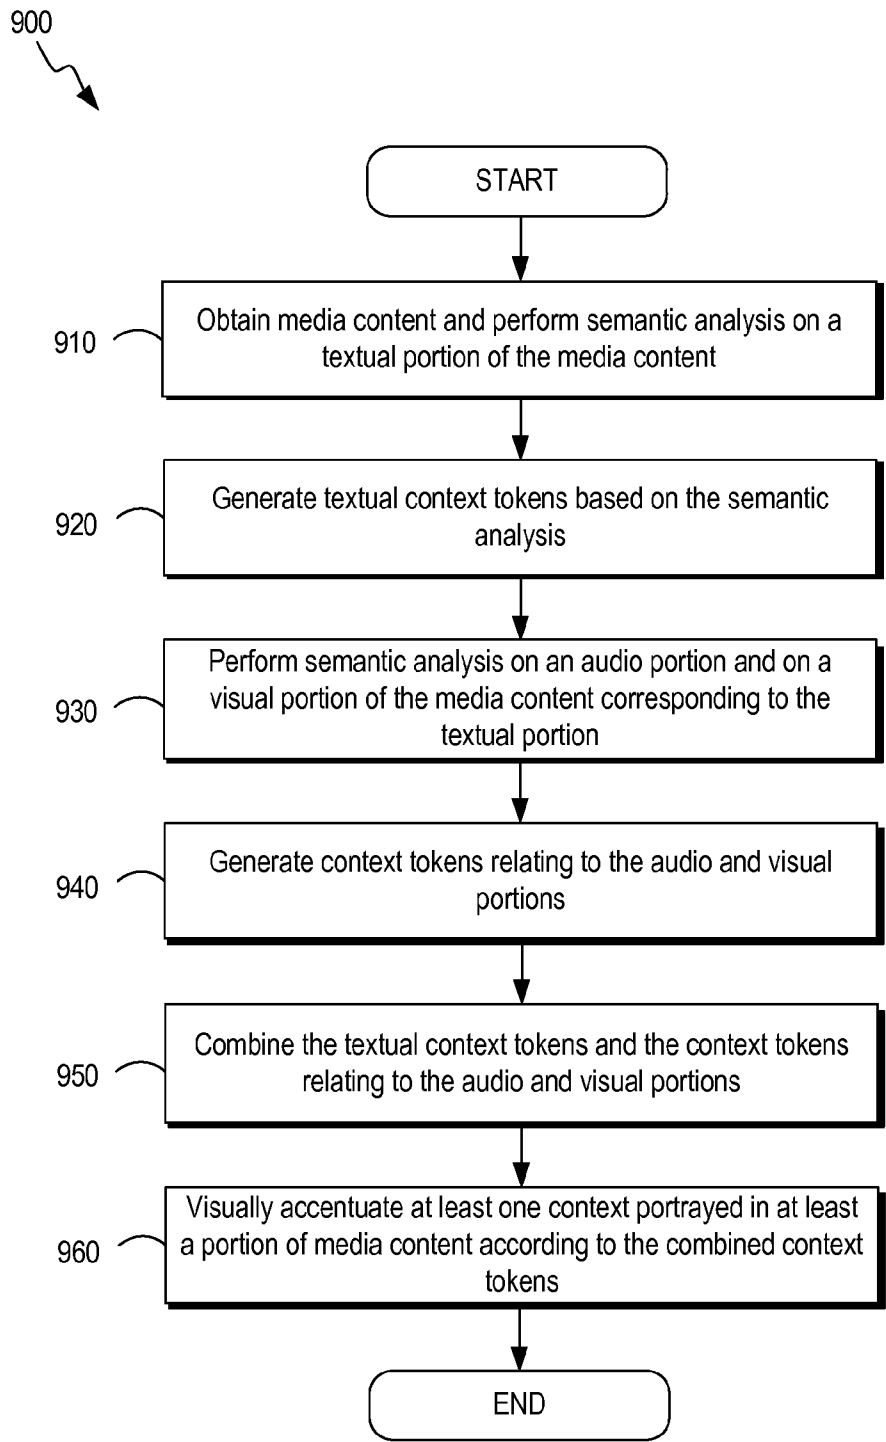 900
START
910
Obtain media content and perform semantic analysis on a
textual portion of the media content
920
Generate textual context tokens based on the semantic
analysis
930
Perform semantic analysis on an audio portion and on a
visual portion of the media content corresponding to the
textual portion
940
Generate context tokens relating to the audio and visual
portions
950
Combine the textual context tokens and the context tokens
relating to the audio and visual portions
960
Visually accentuate at least one context portrayed in at least
a portion of media content according to the combined context
tokens
END